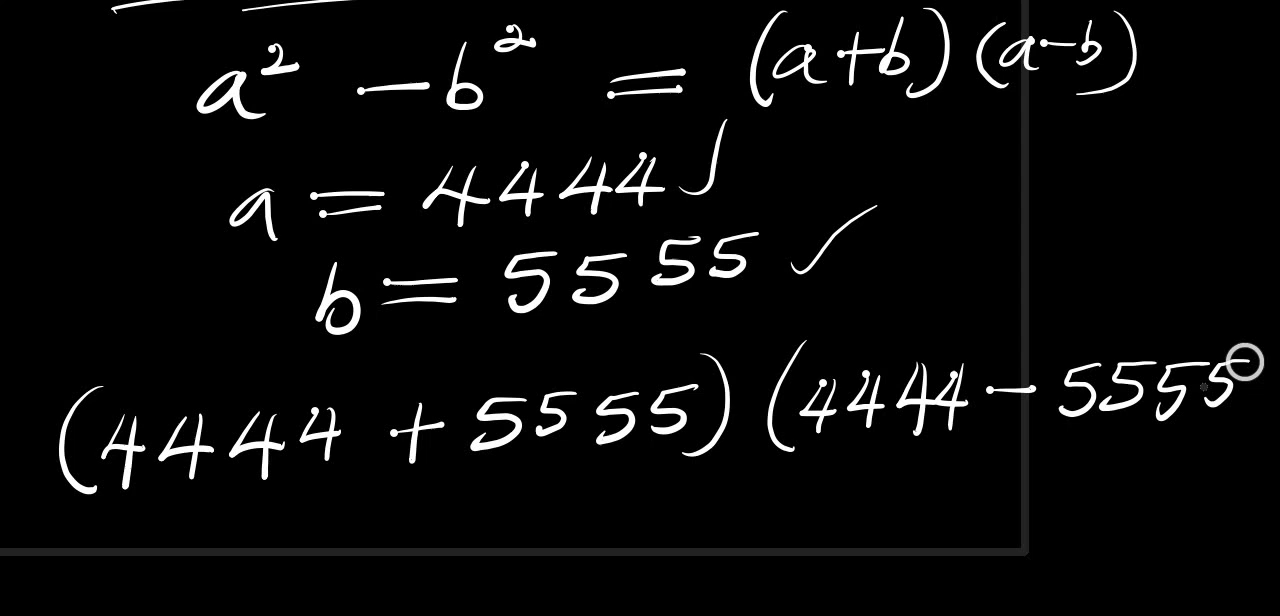 a² - b² = (a+b)(a-b)
a = 4444 ✓
b = 5555 ✓
(4444 + 5555)(4444 - 5555